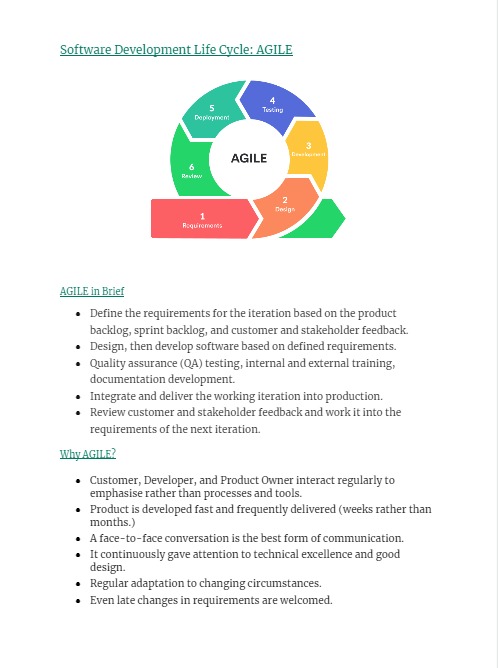 Software Development Life Cycle: AGILE
5
Deployment
4
Testing
3
Development
AGILE
6
Review
2
Design
1
Requirements
AGILE in Brief
• Define the requirements for the iteration based on the product
backlog, sprint backlog, and customer and stakeholder feedback.
• Design, then develop software based on defined requirements.
• Quality assurance (QA) testing, internal and external training,
documentation development.
• Integrate and deliver the working iteration into production.
• Review customer and stakeholder feedback and work it into the
requirements of the next iteration.
Why AGILE?
• Customer, Developer, and Product Owner interact regularly to
emphasise rather than processes and tools.
• Product is developed fast and frequently delivered (weeks rather than
months.)
• A face-to-face conversation is the best form of communication.
• It continuously gave attention to technical excellence and good
design.
• Regular adaptation to changing circumstances.
• Even late changes in requirements are welcomed.